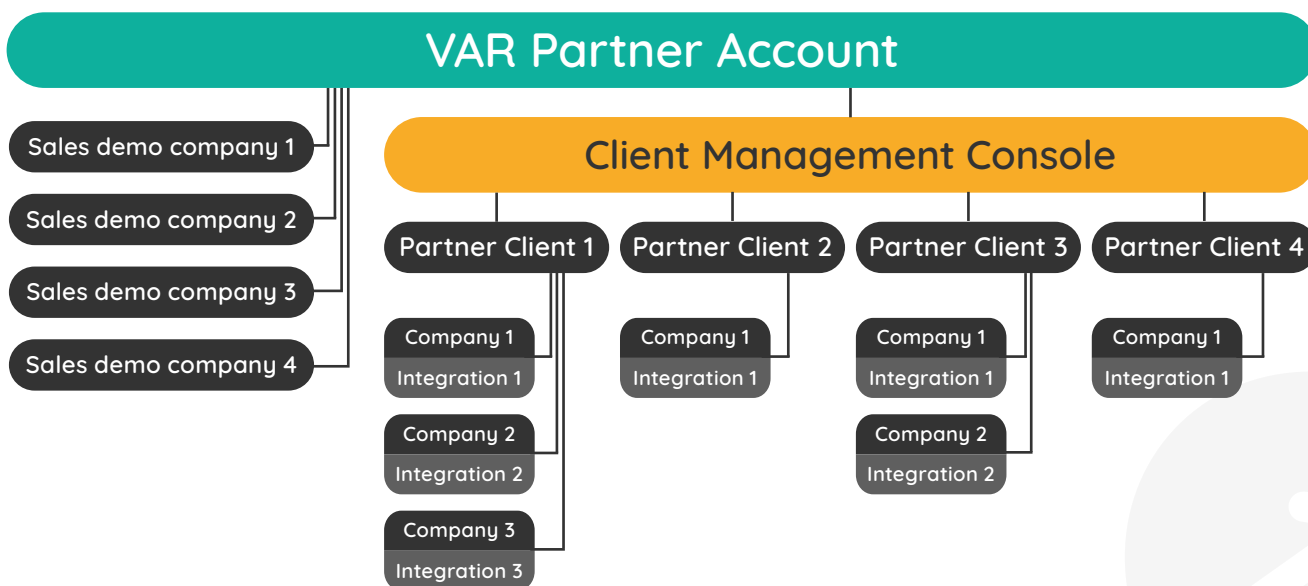 VAR Partner Account
Sales demo company 1
Sales demo company 2
Sales demo company 3
Sales demo company 4
Client Management Console
Partner Client 1
Company 1
Integration 1
Company 2
Integration 2
Company 3
Integration 3
Partner Client 2
Company 1
Integration 1
Partner Client 3
Company 1
Integration 1
Company 2
Integration 2
Partner Client 4
Company 1
Integration 1